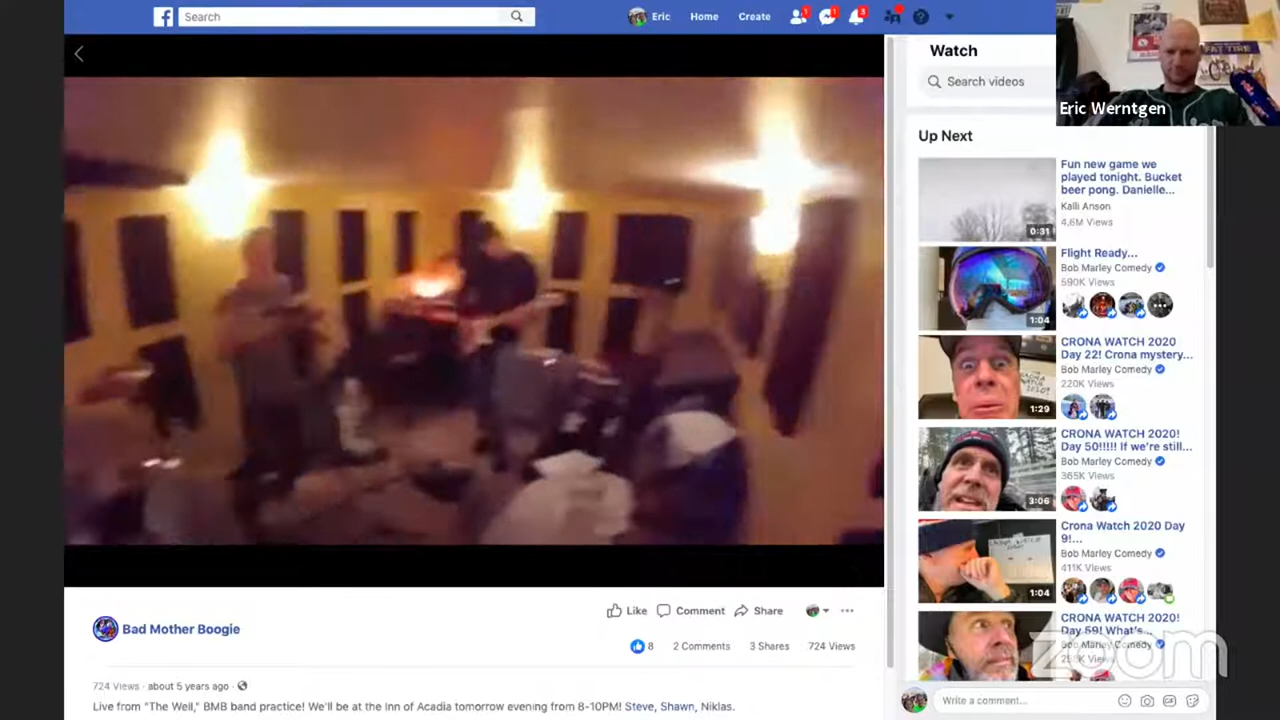 Search
Eric
Home
Create
1
1
3
Watch
Search videos
FAT TIRE
Eric Werntgen
Up Next
Fun new game we
played tonight. Bucket
beer pong. Danielle...
Kalli Anson
4.6M Views
0:31
Flight Ready...
Bob Marley Comedy
590K Views
1:04
CRONA WATCH 2020
Day 22! Crona mystery...
Bob Marley Comedy
220K Views
1:29
CRONA WATCH 2020!
Day 50!!!!! If we're still...
Bob Marley Comedy
365K Views
3:06
Crona Watch 2020 Day
9!...
Bob Marley Comedy
411K Views
1:04
CRONA WATCH 2020!
Day 59! What's...
Bob Marley Comedy
zoom
Write a comment...
Like
Comment
Share
Bad Mother Boogie
8
2 Comments
3 Shares
724 Views
724 Views · about 5 years ago ·
Live from "The Well," BMB band practice! We'll be at the Inn of Acadia tomorrow evening from 8-10PM! Steve, Shawn, Niklas.